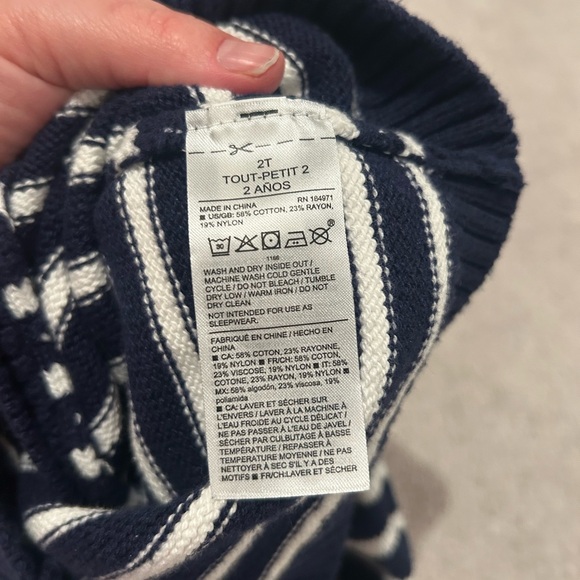 2T
TOUT-PETIT 2
2 AÑOS
MADE IN CHINA RN 184971
■ US/GB: 58% COTTON, 23% RAYON,
19% NYLON
30
1166
WASH AND DRY INSIDE OUT /
MACHINE WASH COLD GENTLE
CYCLE / DO NOT BLEACH / TUMBLE
DRY LOW / WARM IRON / DO NOT
DRY CLEAN
NOT INTENDED FOR USE AS
SLEEPWEAR.
FABRIQUÉ EN CHINE / HECHO EN
CHINA
■ CA: 58% COTON, 23% RAYONNE,
19% NYLON ■ FR/CH: 58% COTON,
23% VISCOSE, 19% NYLON ■ IT: 58%
COTONE, 23% RAYON, 19% NYLON ■
MX: 58% algodón, 23% viscosa, 19%
poliamida
■ CA: LAVER ET SÉCHER SUR
L'ENVERS / LAVER À LA MACHINE À
L'EAU FROIDE AU CYCLE DÉLICAT /
NE PAS PASSER À L'EAU DE JAVEL /
SÉCHER PAR CULBUTAGE À BASSE
TEMPÉRATURE / REPASSER À
TEMPÉRATURE MOYENNE / NE PAS
NETTOYER À SEC S'IL Y A DES
MOTIFS ■ FR/CH: LAVER ET SÉCHER